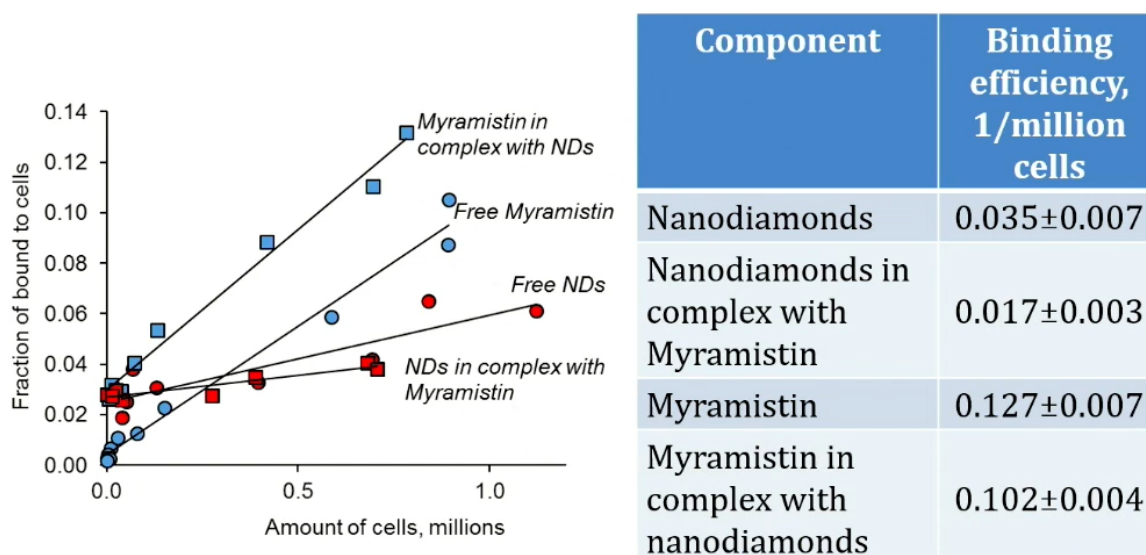 0.14
0.12
0.10
0.08
0.06
0.04
0.02
0.00
0.0
0.5
1.0
Fraction of bound to cells
Amount of cells, millions
Myramistin in
complex with NDs
Free Myramistin
Free NDs
NDs in complex with
Myramistin
Component
Binding
efficiency,
1/million
cells
Nanodiamonds
0.035±0.007
Nanodiamonds in
complex with
Myramistin
0.017±0.003
Myramistin
0.127±0.007
Myramistin in
complex with
nanodiamonds
0.102±0.004